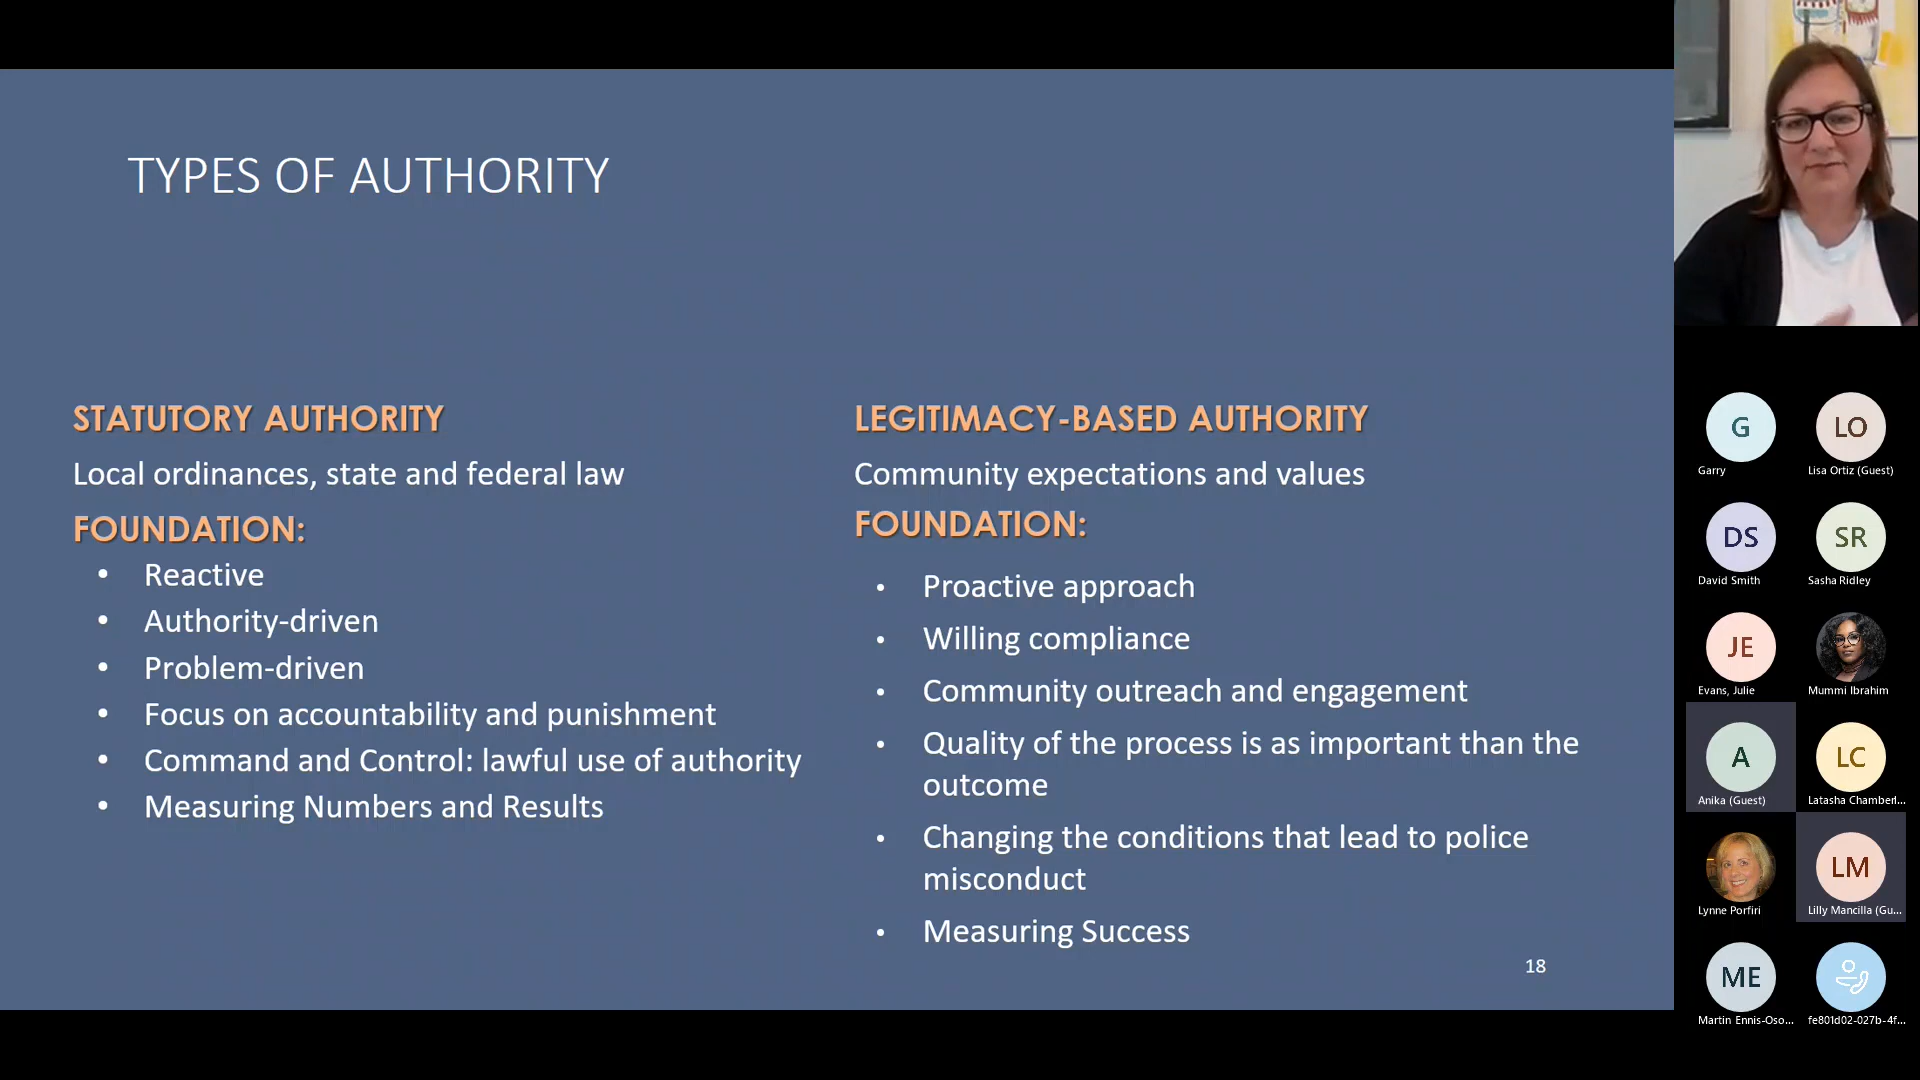 TYPES OF AUTHORITY
STATUTORY AUTHORITY
Local ordinances, state and federal law
FOUNDATION:
• Reactive
• Authority-driven
• Problem-driven
• Focus on accountability and punishment
• Command and Control: lawful use of authority
• Measuring Numbers and Results
LEGITIMACY-BASED AUTHORITY
Community expectations and values
FOUNDATION:
• Proactive approach
• Willing compliance
• Community outreach and engagement
• Quality of the process is as important than the
outcome
• Changing the conditions that lead to police
misconduct
• Measuring Success
18
G
Garry
LO
Lisa Ortiz (Guest)
DS
David Smith
SR
Sasha Ridley
JE
Evans, Julie
Mummi Ibrahim
A
Anika (Guest)
LC
Latasha Chamberl...
Lynne Porfiri
LM
Lilly Mancilla (Gu...
ME
Martin Ennis-Oso...
fe801d02-027b-4f...